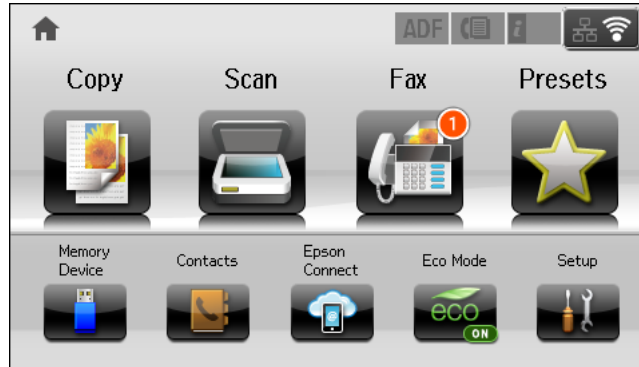 ADF
i
Copy
Scan
Fax
Presets
1
Memory
Device
Contacts
Epson
Connect
Eco Mode
Setup
@
eco
ON